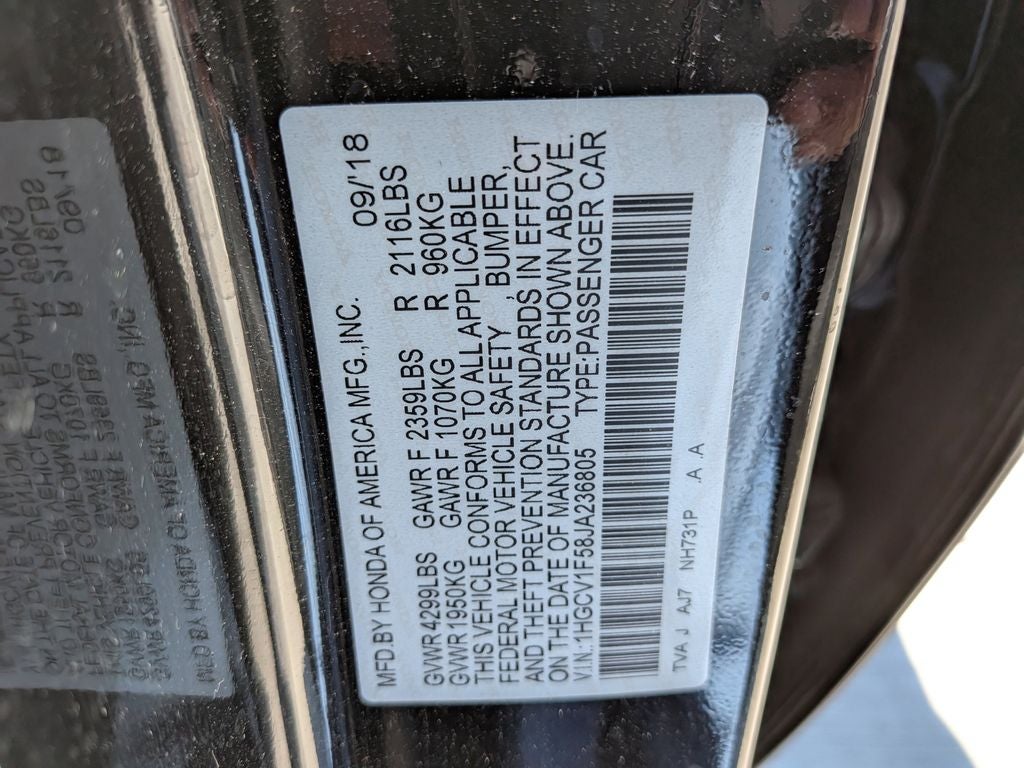 MFD BY HONDA OF AMERICA MFG.,INC. 09/'18
GVWR 4299LBS GAWR F 2359LBS R 2116LBS
GVWR 1950KG GAWR F 1070KG R 960KG
THIS VEHICLE CONFORMS TO ALL APPLICABLE
FEDERAL MOTOR VEHICLE SAFETY , BUMPER,
AND THEFT PREVENTION STANDARDS IN EFFECT
ON THE DATE OF MANUFACTURE SHOWN ABOVE.
V.I.N.:1HGCV1F58JA236805 TYPE:PASSENGER CAR
TVA J AJ7 NH731P .A .A